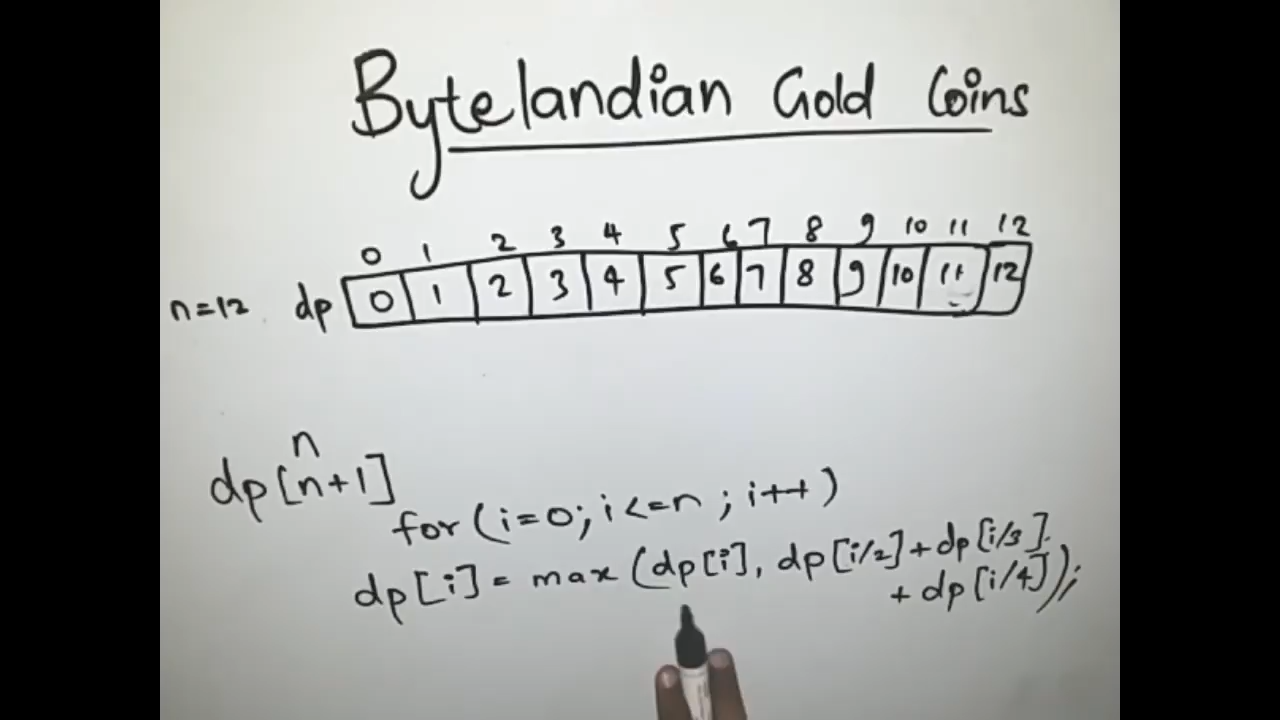 Bytelandian Gold Coins
0 1 2 3 4 5 6 7 8 9 10 11 12
n=12 dp 0 1 2 3 4 5 6 7 8 9 10 11 12
n
dp[n+1]
for(i=0;i<=n;i++)
dp[i]=max(dp[i], dp[i/2]+dp[i/3]
+dp[i/4]);